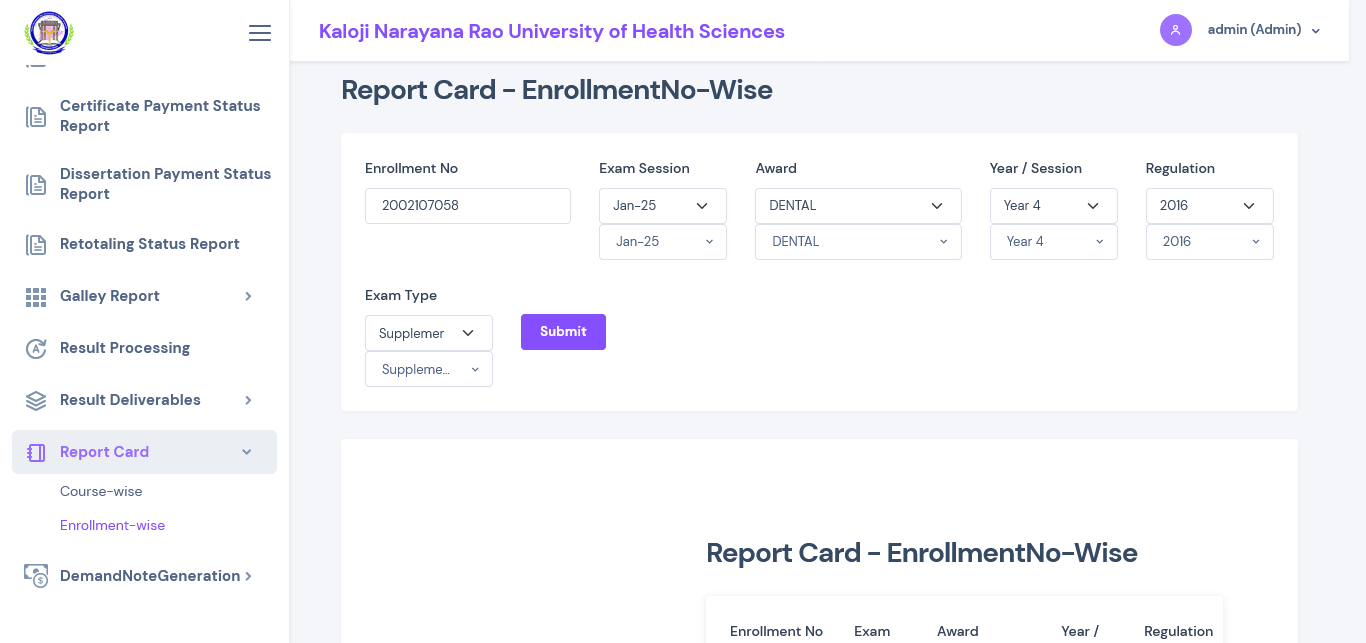 Kaloji Narayana Rao University of Health Sciences
admin (Admin)
Certificate Payment Status
Report
Dissertation Payment Status
Report
Retotaling Status Report
Galley Report
Result Processing
Result Deliverables
Report Card
Course-wise
Enrollment-wise
DemandNoteGeneration
Report Card - EnrollmentNo-Wise
Enrollment No Exam Session Award Year / Session Regulation
2002107058 Jan-25 DENTAL Year 4 2016
Jan-25 DENTAL Year 4 2016
Exam Type
Supplemer Submit
Suppleme...
Report Card - EnrollmentNo-Wise
Enrollment No Exam Award Year / Regulation